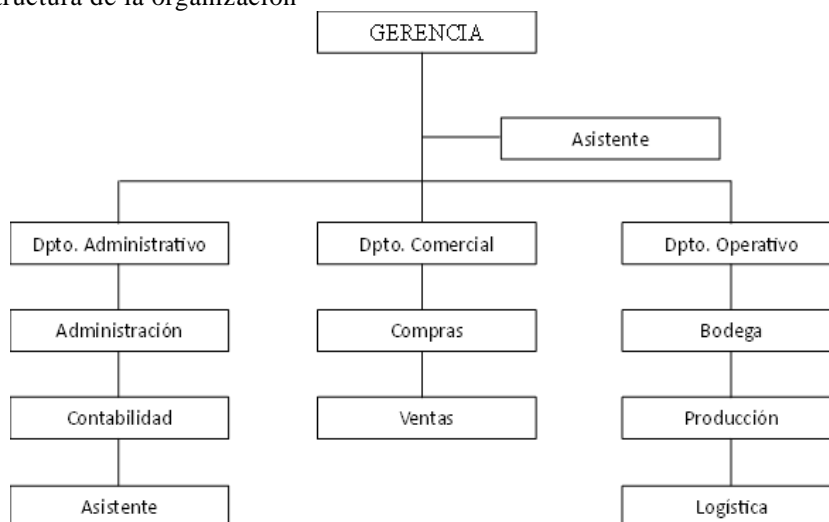 ructura de la organización
GERENCIA
Asistente
Dpto. Administrativo
Dpto. Comercial
Dpto. Operativo
Administración
Compras
Bodega
Contabilidad
Ventas
Producción
Asistente
Logística